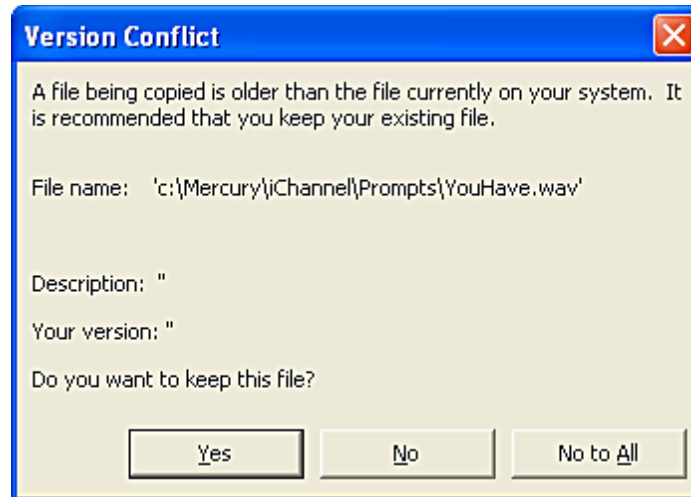 Version Conflict
A file being copied is older than the file currently on your system. It
is recommended that you keep your existing file.
File name: 'c:\Mercury\iChannel\Prompts\YouHave.wav'
Description: "
Your version: "
Do you want to keep this file?
Yes No No to All